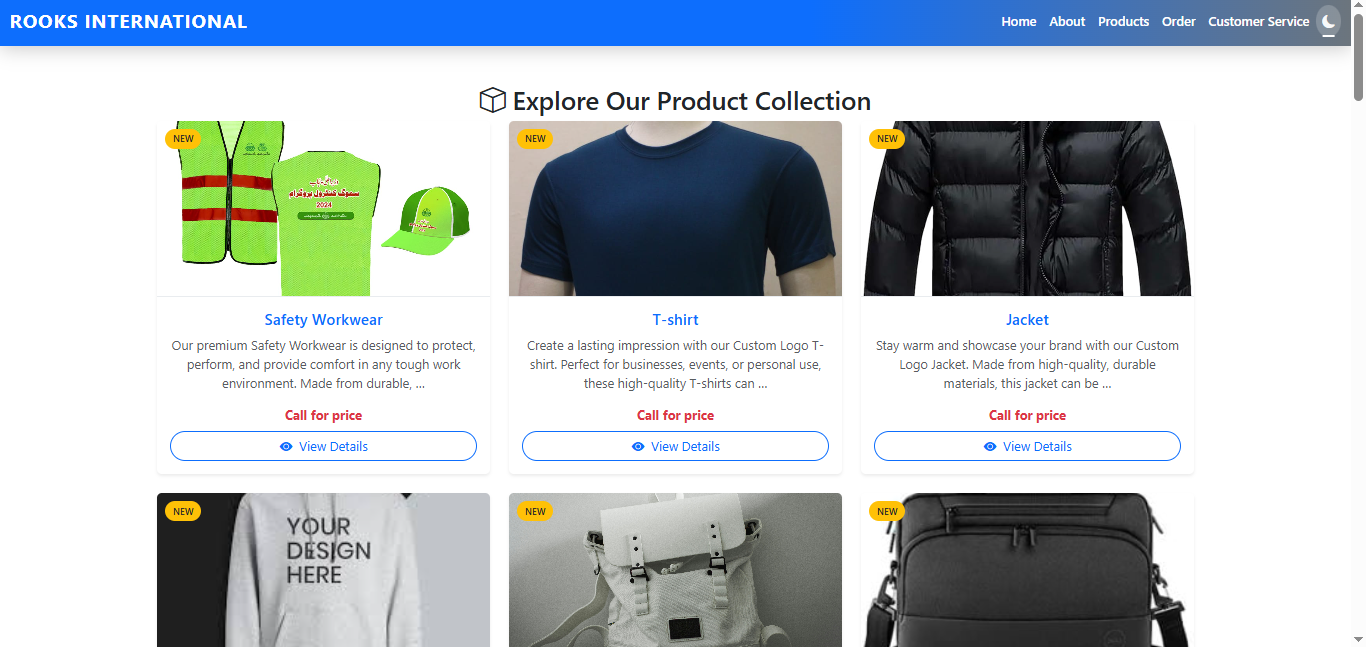 ROOKS INTERNATIONAL
Home About Products Order Customer Service
Explore Our Product Collection
NEW
NEW
NEW
سموگ کنٹرول پروگرام
2024
Safety Workwear
Our premium Safety Workwear is designed to protect,
perform, and provide comfort in any tough work
environment. Made from durable, ...
Call for price
View Details
T-shirt
Create a lasting impression with our Custom Logo T-
shirt. Perfect for businesses, events, or personal use,
these high-quality T-shirts can ...
Call for price
View Details
Jacket
Stay warm and showcase your brand with our Custom
Logo Jacket. Made from high-quality, durable
materials, this jacket can be ...
Call for price
View Details
NEW
YOUR
DESIGN
HERE
NEW
NEW